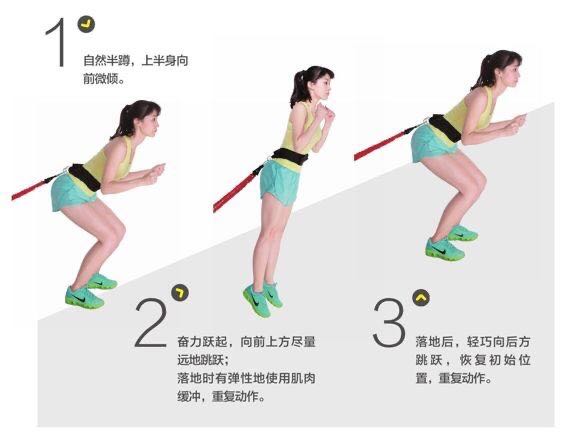 1
自然半蹲，上半身向
前微倾。
2
奋力跃起，向前上方尽量
远地跳跃；
落地时有弹性地使用肌肉
缓冲，重复动作。
3
落地后，轻巧向后方
跳跃，恢复初始位
置，重复动作。